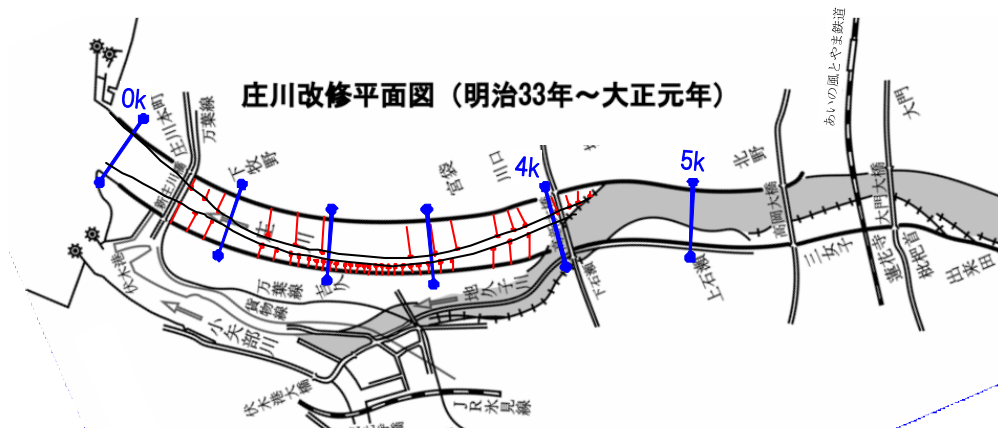 庄川改修平面図（明治33年～大正元年）
0k
庄川本町
万葉線
新庄川橋
下牧野
宮袋
川口
4k
5k
北野
あいの風とやま鉄道
大門
高岡大橋
大門大橋
庄川
三女子
蓮花寺
枇杷首
出来田
上石瀬
下石瀬
地久子川
吉久
万葉線
貨物線
伏木港
小矢部川
伏木港大橋
JR氷見線